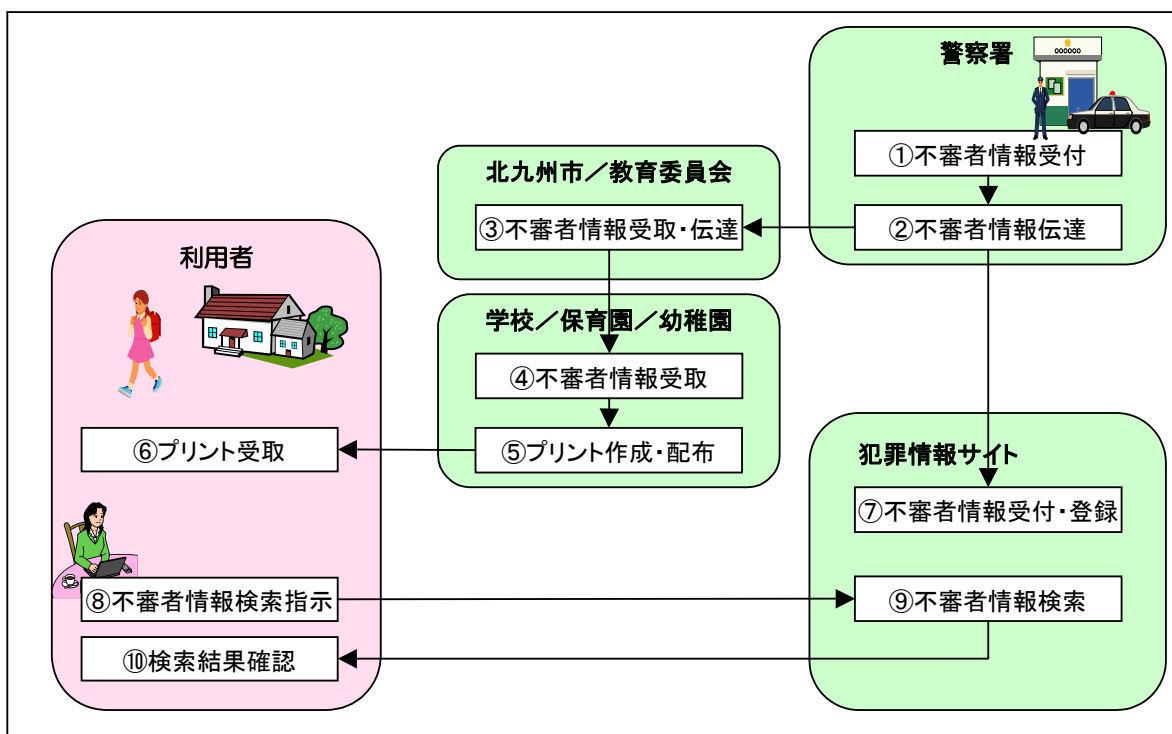 警察署
oooooo
①不審者情報受付
②不審者情報伝達
北九州市／教育委員会
③不審者情報受取・伝達
学校／保育園／幼稚園
④不審者情報受取
⑤プリント作成・配布
利用者
⑥プリント受取
犯罪情報サイト
⑦不審者情報受付・登録
⑧不審者情報検索指示
⑨不審者情報検索
⑩検索結果確認